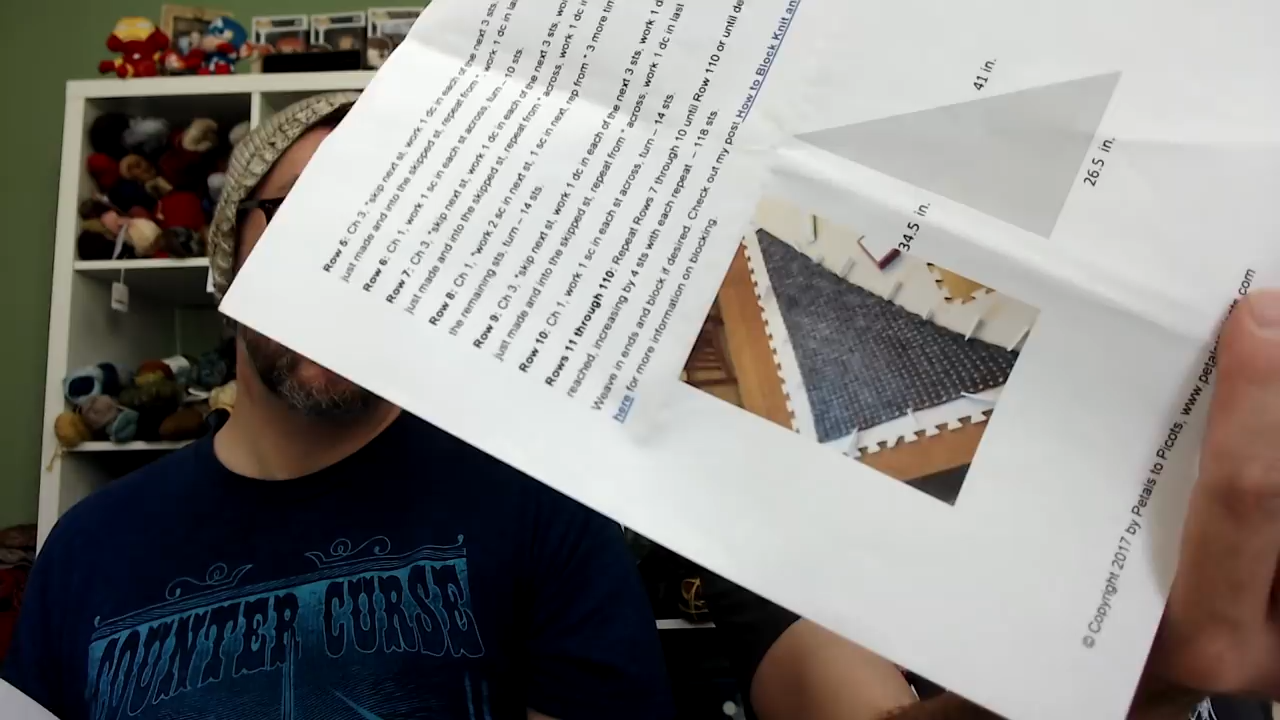 Row 5: Ch 3, *skip next st, work 1 dc in each of the next 3 sts,
just made and into the skipped st, repeat from *, work 1 dc in las
Row 6: Ch 1, work 1 sc in each st across, turn – 10 sts.
Row 7: Ch 3, *skip next st, work 1 dc in each of the next 3 sts, wo
just made and into the skipped st, repeat from * across, work 1 dc in
Row 8: Ch 1, *work 2 sc in next st, 1 sc in next, rep from * 3 more tim
the remaining sts, turn – 14 sts.
Row 9: Ch 3, *skip next st, work 1 dc in each of the next 3 sts, work 1 d
just made and into the skipped st, repeat from * across, work 1 dc in last
Row 10: Ch 1, work 1 sc in each st across, turn – 14 sts.
Rows 11 through 110: Repeat Rows 7 through 10 until Row 110 or until de
reached, increasing by 4 sts with each repeat – 118 sts.
Weave in ends and block if desired. Check out my post How to Block Knit an
here for more information on blocking.
41 in.
34.5 in.
26.5 in.
© Copyright 2017 by Petals to Picots, www.petals
ts.com
COUNTER CURSE